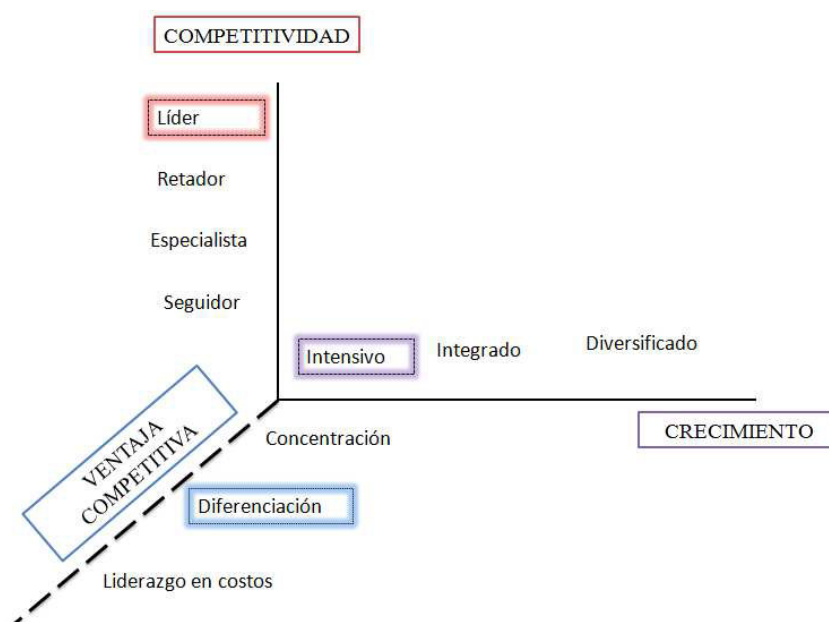 COMPETITIVIDAD
Líder
Retador
Especialista
Seguidor
Intensivo
Integrado
Diversificado
CRECIMIENTO
VENTAJA
COMPETITIVA
Concentración
Diferenciación
Liderazgo en costos